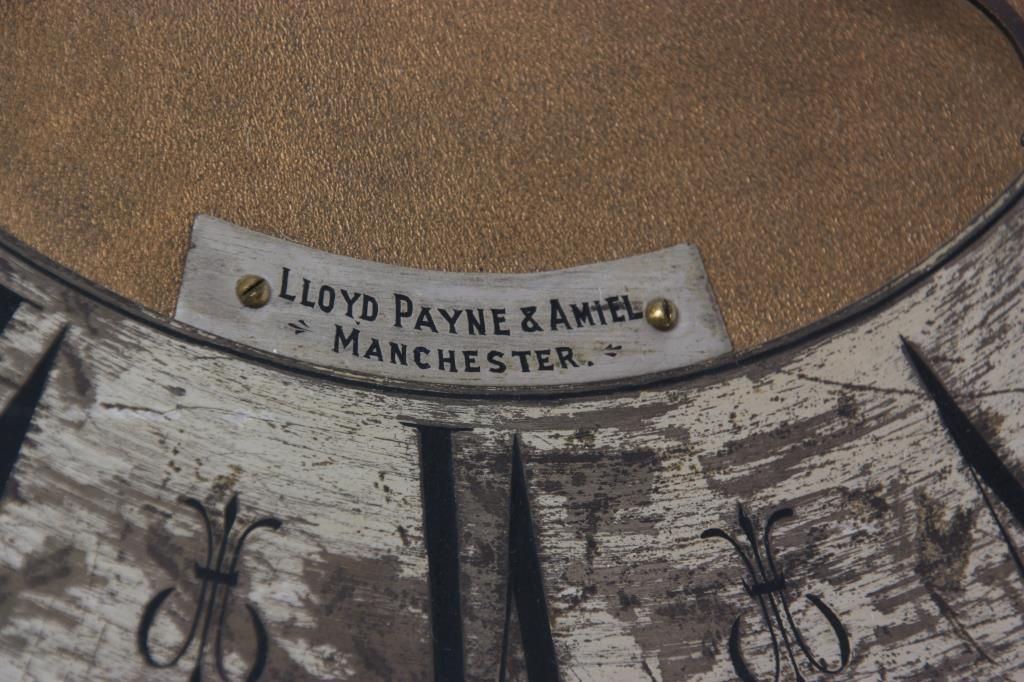 LLOYD PAYNE & AMIEL
MANCHESTER.